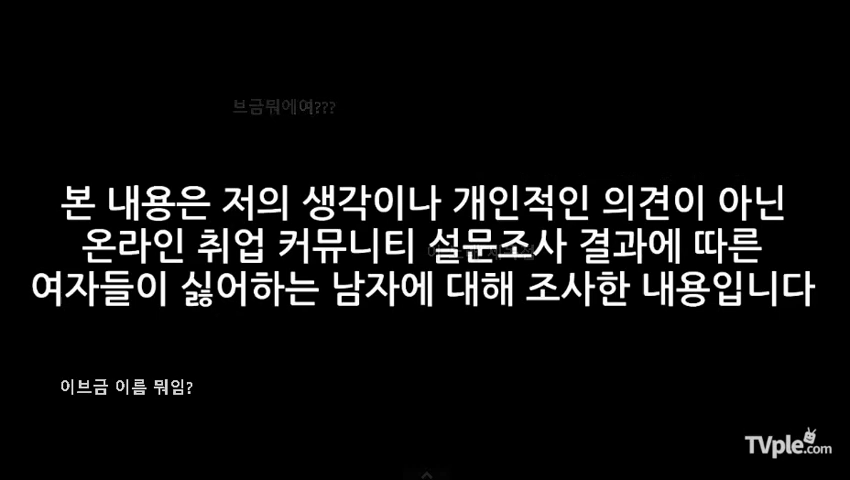 브금뭐에여???
본 내용은 저의 생각이나 개인적인 의견이 아닌
온라인 취업 커뮤니티 설문조사 결과에 따른
여자들이 싫어하는 남자에 대해 조사한 내용입니다
이브금 이름 뭐임?
TVple.com